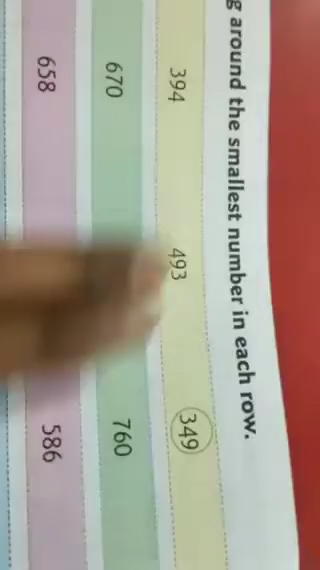 g around the smallest number in each row.
394 493 349
670 760
658 586